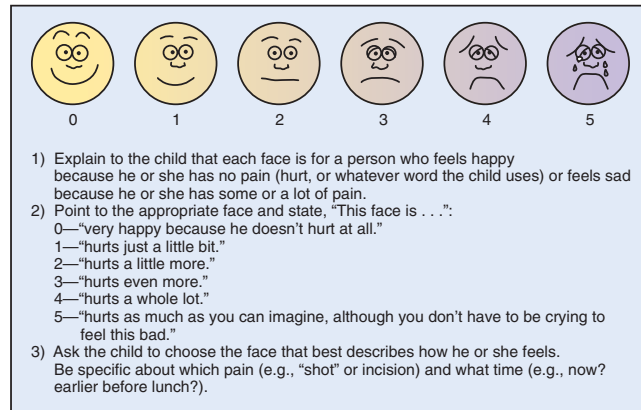 0 1 2 3 4 5
1) Explain to the child that each face is for a person who feels happy
because he or she has no pain (hurt, or whatever word the child uses) or feels sad
because he or she has some or a lot of pain.
2) Point to the appropriate face and state, “This face is . . .”:
0—“very happy because he doesn’t hurt at all.”
1—“hurts just a little bit.”
2—“hurts a little more.”
3—“hurts even more.”
4—“hurts a whole lot.”
5—“hurts as much as you can imagine, although you don’t have to be crying to
feel this bad.”
3) Ask the child to choose the face that best describes how he or she feels.
Be specific about which pain (e.g., “shot” or incision) and what time (e.g., now?
earlier before lunch?).